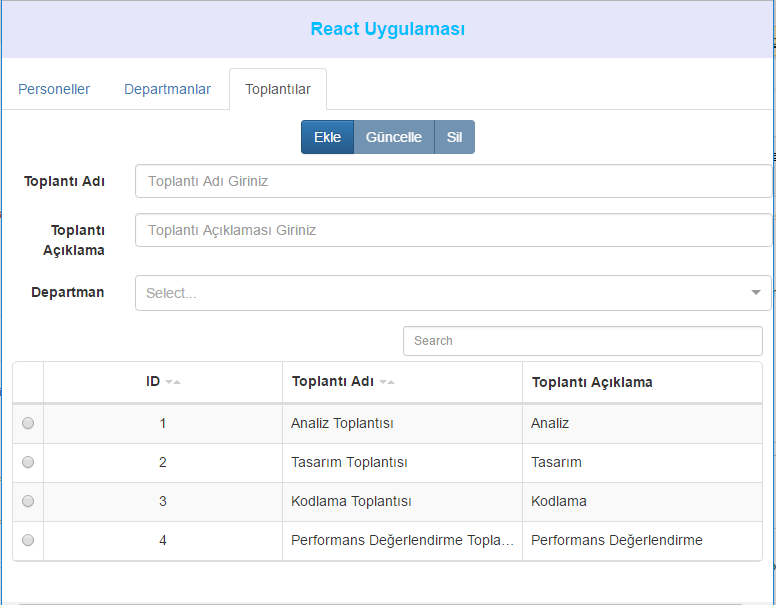 React Uygulaması
Personeller Departmanlar Toplantılar
Ekle Güncelle Sil
Toplantı Adı Toplantı Adı Giriniz
Toplantı Toplantı Açıklaması Giriniz
Açıklama
Departman Select...
Search
ID Toplantı Adı Toplantı Açıklama
1 Analiz Toplantısı Analiz
2 Tasarım Toplantısı Tasarım
3 Kodlama Toplantısı Kodlama
4 Performans Değerlendirme Topla... Performans Değerlendirme